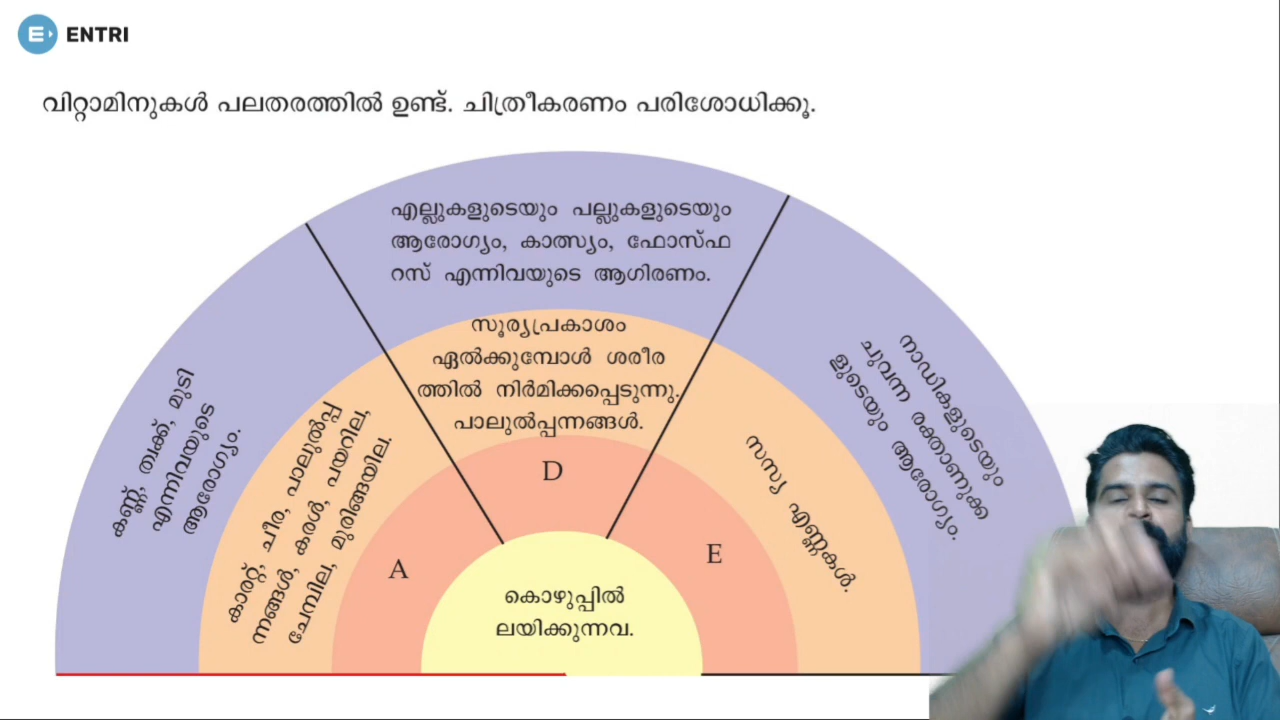 ENTRI
വിറ്റാമിനുകൾ പലതരത്തിൽ ഉണ്ട്. ചിത്രീകരണം പരിശോധിക്കൂ.
എല്ലുകളുടെയും പല്ലുകളുടെയും
ആരോഗ്യം, കാത്സ്യം, ഫോസ്ഫ
റസ് എന്നിവയുടെ ആഗിരണം.
സൂര്യപ്രകാശം
ഏൽക്കുമ്പോൾ ശരീര
ത്തിൽ നിർമിക്കപ്പെടുന്നു.
പാലുൽപ്പന്നങ്ങൾ.
D
കണ്ണ്, ത്വക്ക്, മുടി
എന്നിവയുടെ
ആരോഗ്യം.
കാരറ്റ്, ചീര, പാലുൽപ്പ
ന്നങ്ങൾ, കരൾ, പയറില,
ചേമ്പില, മുരിങ്ങയില.
A
നാഡികളുടെയും
ചുവന്ന രക്താണുക്ക
ളുടെയും ആരോഗ്യം.
സസ്യ എണ്ണകൾ.
E
കൊഴുപ്പിൽ
ലയിക്കുന്നവ.